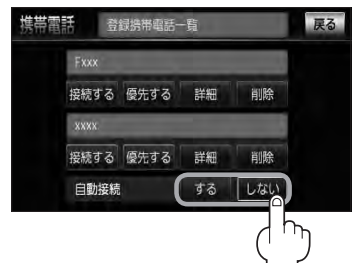 携帯電話 登録携帯電話一覧 戻る
Fxxx
接続する 優先する 詳細 削除
xxxx
接続する 優先する 詳細 削除
自動接続 する しない